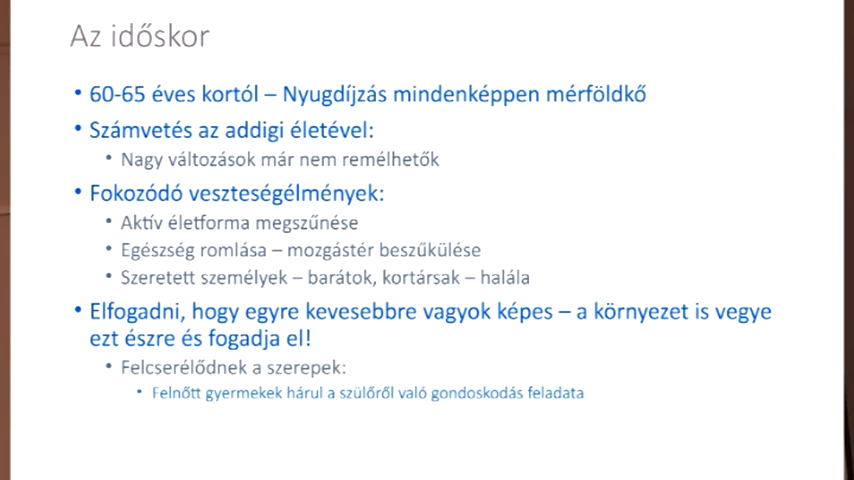 Az időskor
• 60-65 éves kortól – Nyugdíjzás mindenképpen mérföldkő
• Számvetés az addigi életével:
• Nagy változások már nem remélhetők
• Fokozódó veszteségélmények:
• Aktív életforma megszűnése
• Egészség romlása – mozgástér beszűkülése
• Szeretett személyek – barátok, kortársak – halála
• Elfogadni, hogy egyre kevesebbre vagyok képes – a környezet is vegye
ezt észre és fogadja el!
• Felcserélődnek a szerepek:
• Felnőtt gyermekek hárul a szülőről való gondoskodás feladata